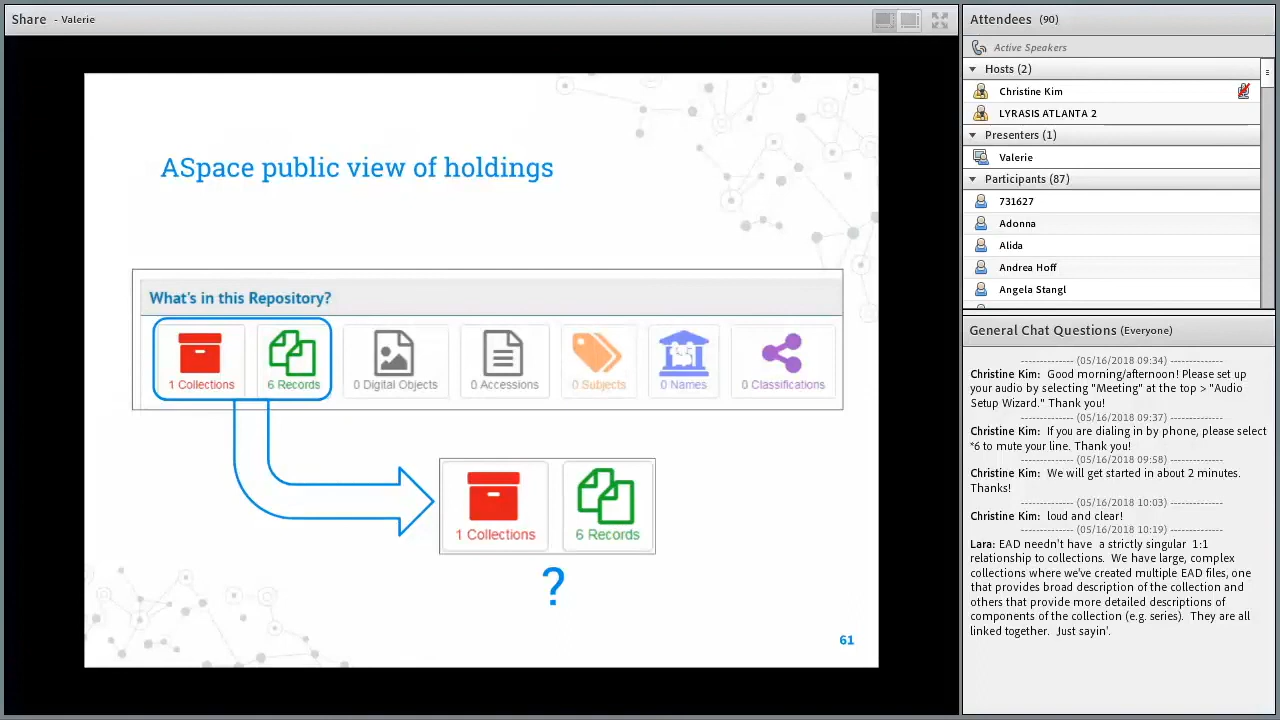 Share - Valerie
ASpace public view of holdings
What's in this Repository?
1 Collections
6 Records
0 Digital Objects
0 Accessions
0 Subjects
0 Names
0 Classifications
1 Collections
6 Records
?
61
Attendees (90)
Active Speakers
Hosts (2)
Christine Kim
LYRASIS ATLANTA 2
Presenters (1)
Valerie
Participants (87)
731627
Adonna
Alida
Andrea Hoff
Angela Stangl
General Chat Questions (Everyone)
------------- (05/16/2018 09:34) -------------
Christine Kim: Good morning/afternoon! Please set up
your audio by selecting "Meeting" at the top > "Audio
Setup Wizard." Thank you!
------------- (05/16/2018 09:37) -------------
Christine Kim: If you are dialing in by phone, please select
*6 to mute your line. Thank you!
------------- (05/16/2018 09:58) -------------
Christine Kim: We will get started in about 2 minutes.
Thanks!
------------- (05/16/2018 10:03) -------------
Christine Kim: loud and clear!
------------- (05/16/2018 10:19) -------------
Lara: EAD needn't have a strictly singular 1:1
relationship to collections. We have large, complex
collections where we've created multiple EAD files, one
that provides broad description of the collection and
others that provide more detailed descriptions of
components of the collection (e.g. series). They are all
linked together. Just sayin'.